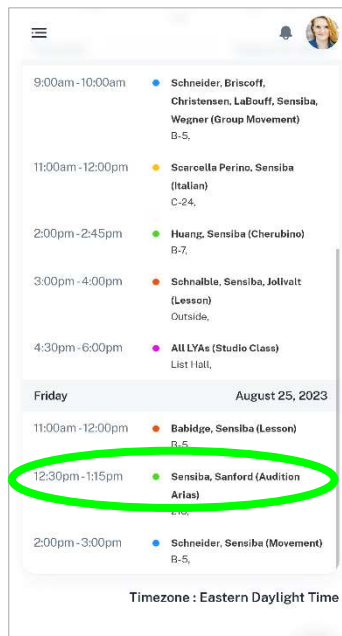 9:00am - 10:00am
Schneider, Briscoff,
Christensen, LaBouff, Sensiba,
Wegner (Group Movement)
B-5,
11:00am - 12:00pm
Scarcella Perino, Sensiba
(Italian)
C-24,
2:00pm - 2:45pm
Huang, Sensiba (Cherubino)
B-7,
3:00pm - 4:00pm
Schnaible, Sensiba, Jolivalt
(Lesson)
Outside,
4:30pm - 6:00pm
All LYAs (Studio Class)
List Hall,
Friday August 25, 2023
11:00am - 12:00pm
Babidge, Sensiba (Lesson)
B-5,
12:30pm - 1:15pm
Sensiba, Sanford (Audition
Arias)
2:00pm - 3:00pm
Schneider, Sensiba (Movement)
B-5,
Timezone : Eastern Daylight Time